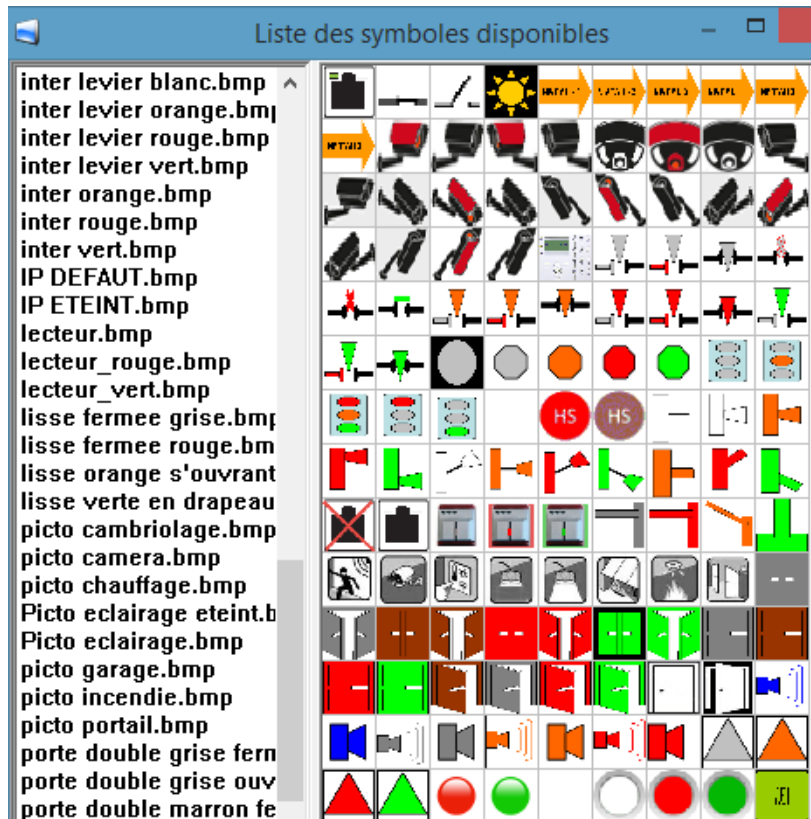 Liste des symboles disponibles
inter levier blanc.bmp
inter levier orange.bmp
inter levier rouge.bmp
inter levier vert.bmp
inter orange.bmp
inter rouge.bmp
inter vert.bmp
IP DEFAUT.bmp
IP ETEINT.bmp
lecteur.bmp
lecteur_rouge.bmp
lecteur_vert.bmp
lisse fermee grise.bmp
lisse fermee rouge.bm
lisse orange s'ouvrant
lisse verte en drapeau
picto cambriolage.bmp
picto camera.bmp
picto chauffage.bmp
Picto eclairage eteint.b
Picto eclairage.bmp
picto garage.bmp
picto incendie.bmp
picto portail.bmp
porte double grise ferm
porte double grise ouv
porte double marron fe
HS HS